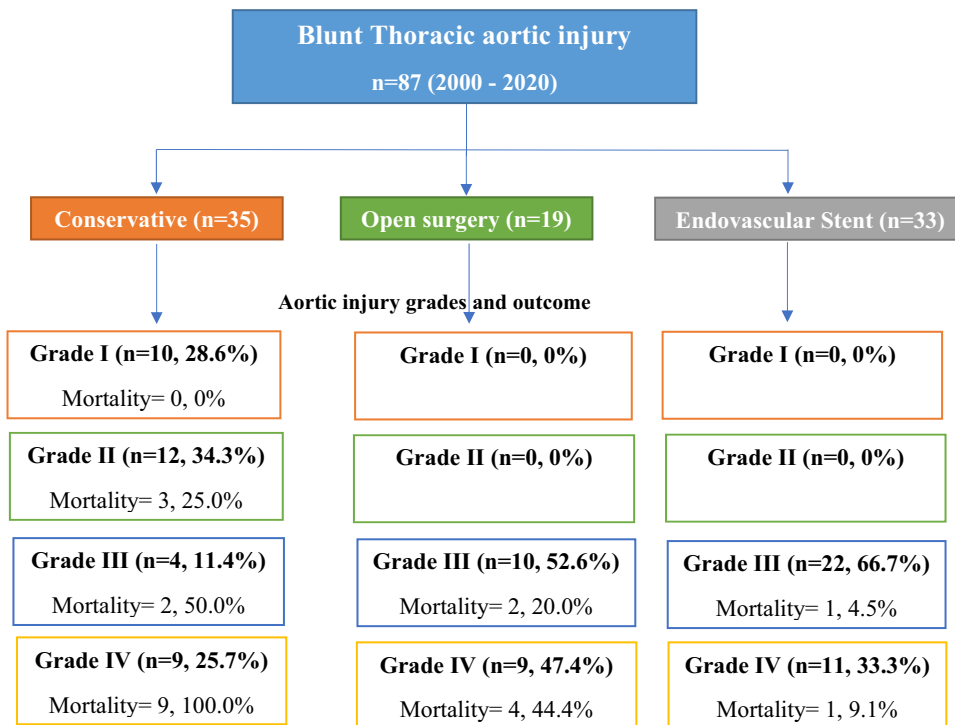 Blunt Thoracic aortic injury
n=87 (2000 - 2020)
Conservative (n=35)
Open surgery (n=19)
Endovascular Stent (n=33)
Aortic injury grades and outcome
Grade I (n=10, 28.6%)
Mortality= 0, 0%
Grade I (n=0, 0%)
Grade I (n=0, 0%)
Grade II (n=12, 34.3%)
Mortality= 3, 25.0%
Grade II (n=0, 0%)
Grade II (n=0, 0%)
Grade III (n=4, 11.4%)
Mortality= 2, 50.0%
Grade III (n=10, 52.6%)
Mortality= 2, 20.0%
Grade III (n=22, 66.7%)
Mortality= 1, 4.5%
Grade IV (n=9, 25.7%)
Mortality= 9, 100.0%
Grade IV (n=9, 47.4%)
Mortality= 4, 44.4%
Grade IV (n=11, 33.3%)
Mortality= 1, 9.1%